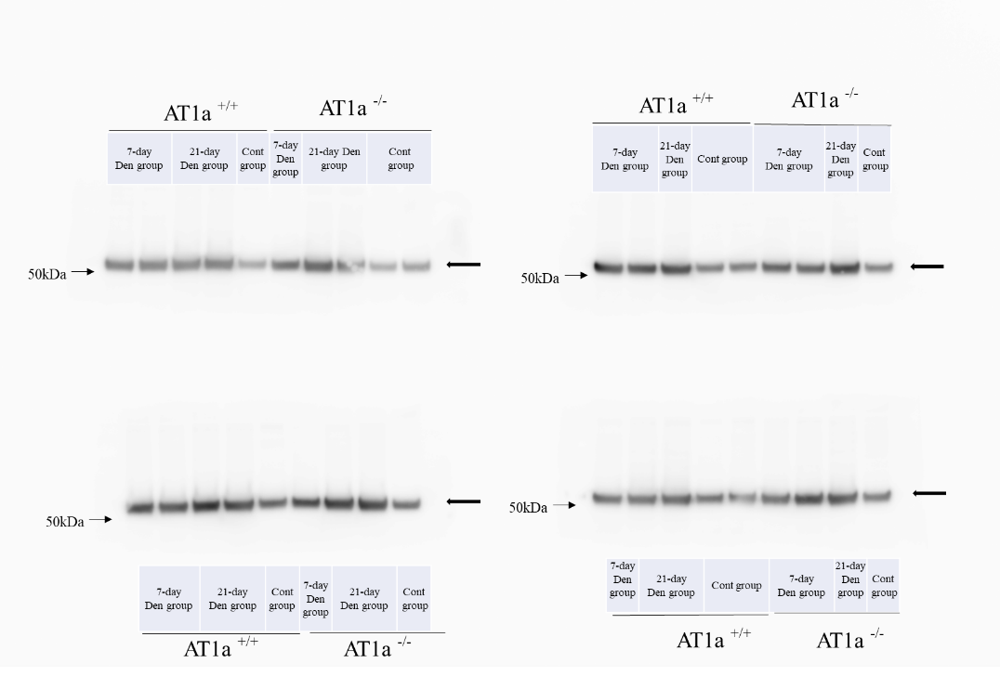 AT1a +/+
AT1a -/-
7-day
Den group
21-day
Den group
Cont
group
7-day
Den
group
21-day Den
group
Cont
group
50kDa
AT1a +/+
AT1a -/-
7-day
Den group
21-day
Den
group
Cont group
7-day
Den group
21-day
Den
group
Cont
group
50kDa
50kDa
7-day
Den group
21-day
Den group
Cont
group
7-day
Den
group
21-day
Den group
Cont
group
AT1a +/+
AT1a -/-
50kDa
7-day
Den
group
21-day
Den group
Cont group
7-day
Den group
21-day
Den
group
Cont
group
AT1a +/+
AT1a -/-